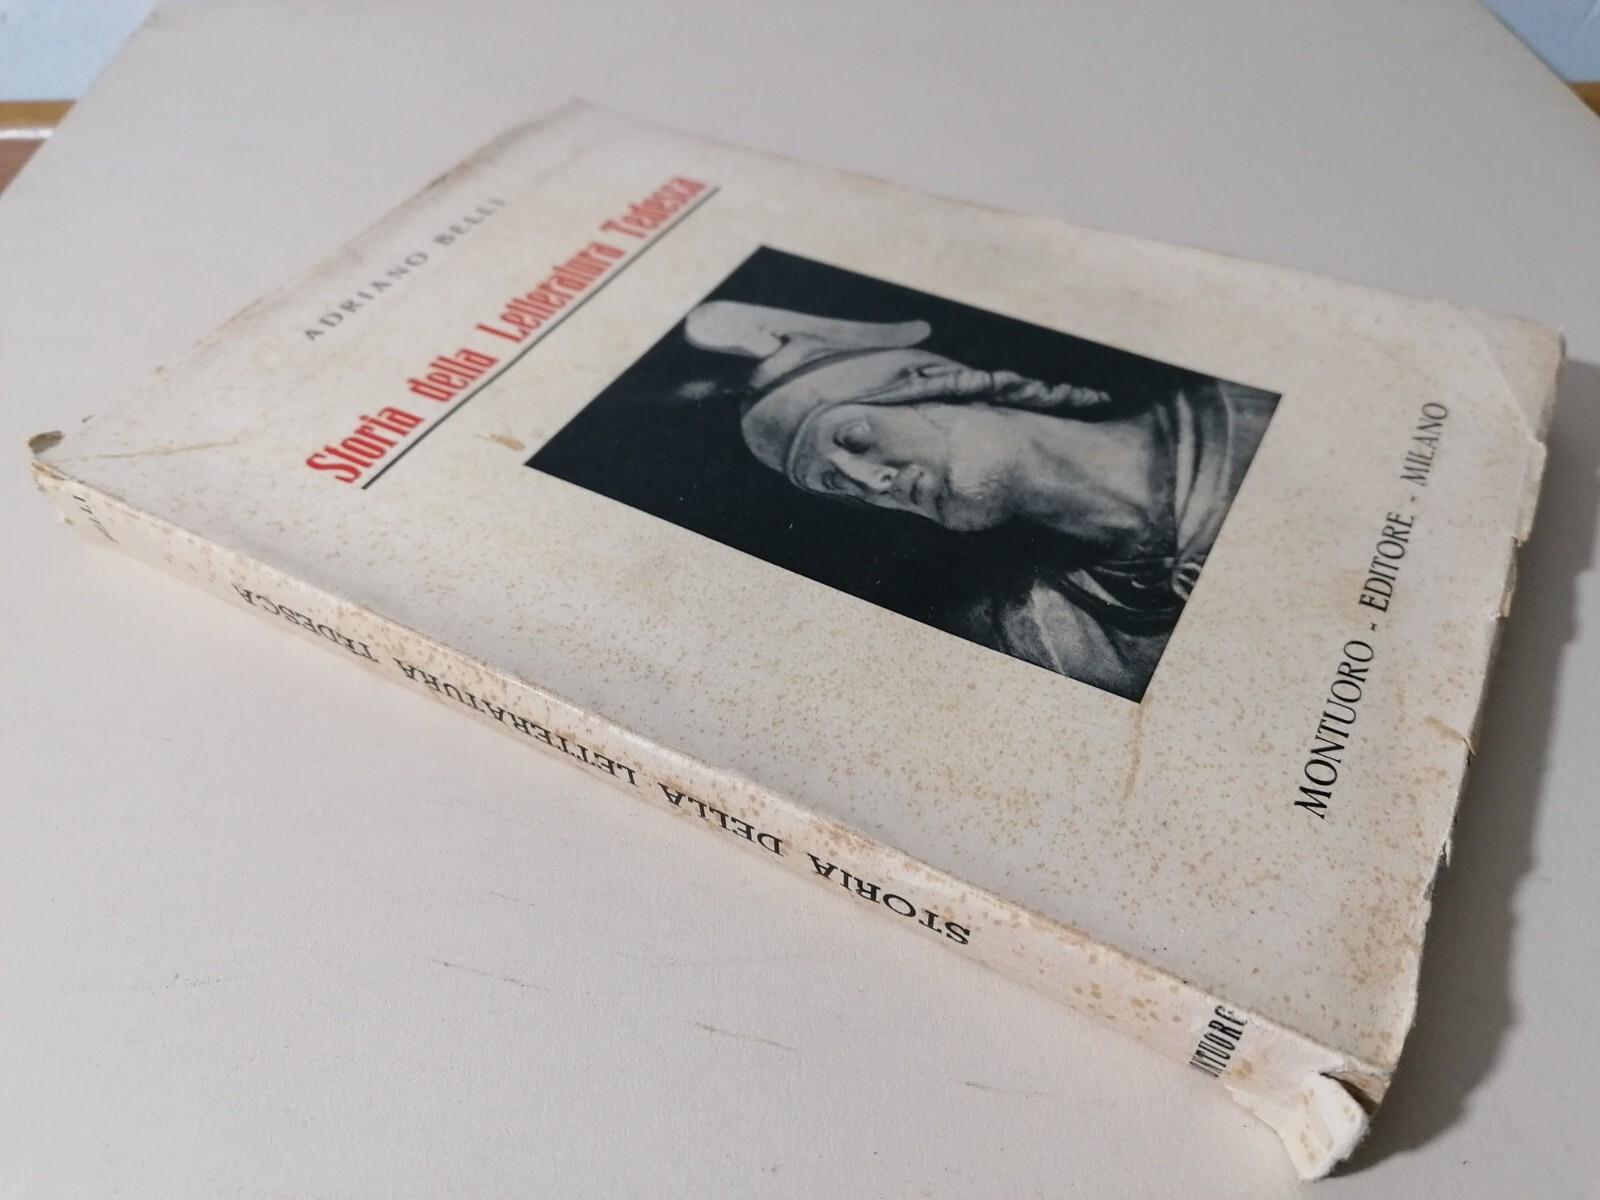 ADRIANO BELLI
Storia della Letteratura Tedesca
MONTUORO - EDITORE - MILANO
STORIA DELLA LETTERATURA TEDESCA